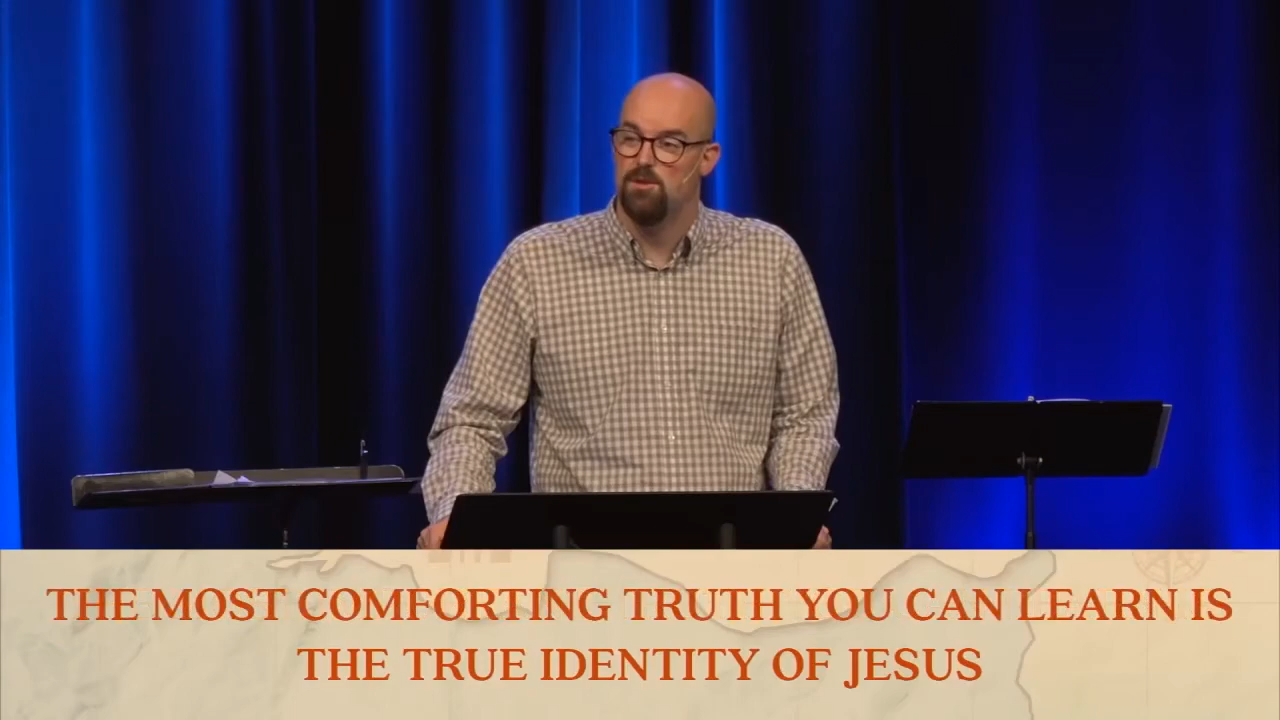 THE MOST COMFORTING TRUTH YOU CAN LEARN IS
THE TRUE IDENTITY OF JESUS